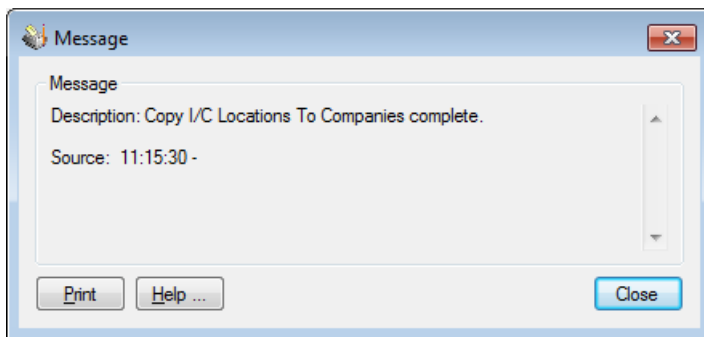 Message
Message
Description: Copy I/C Locations To Companies complete.
Source: 11:15:30 -
Print Help ... Close